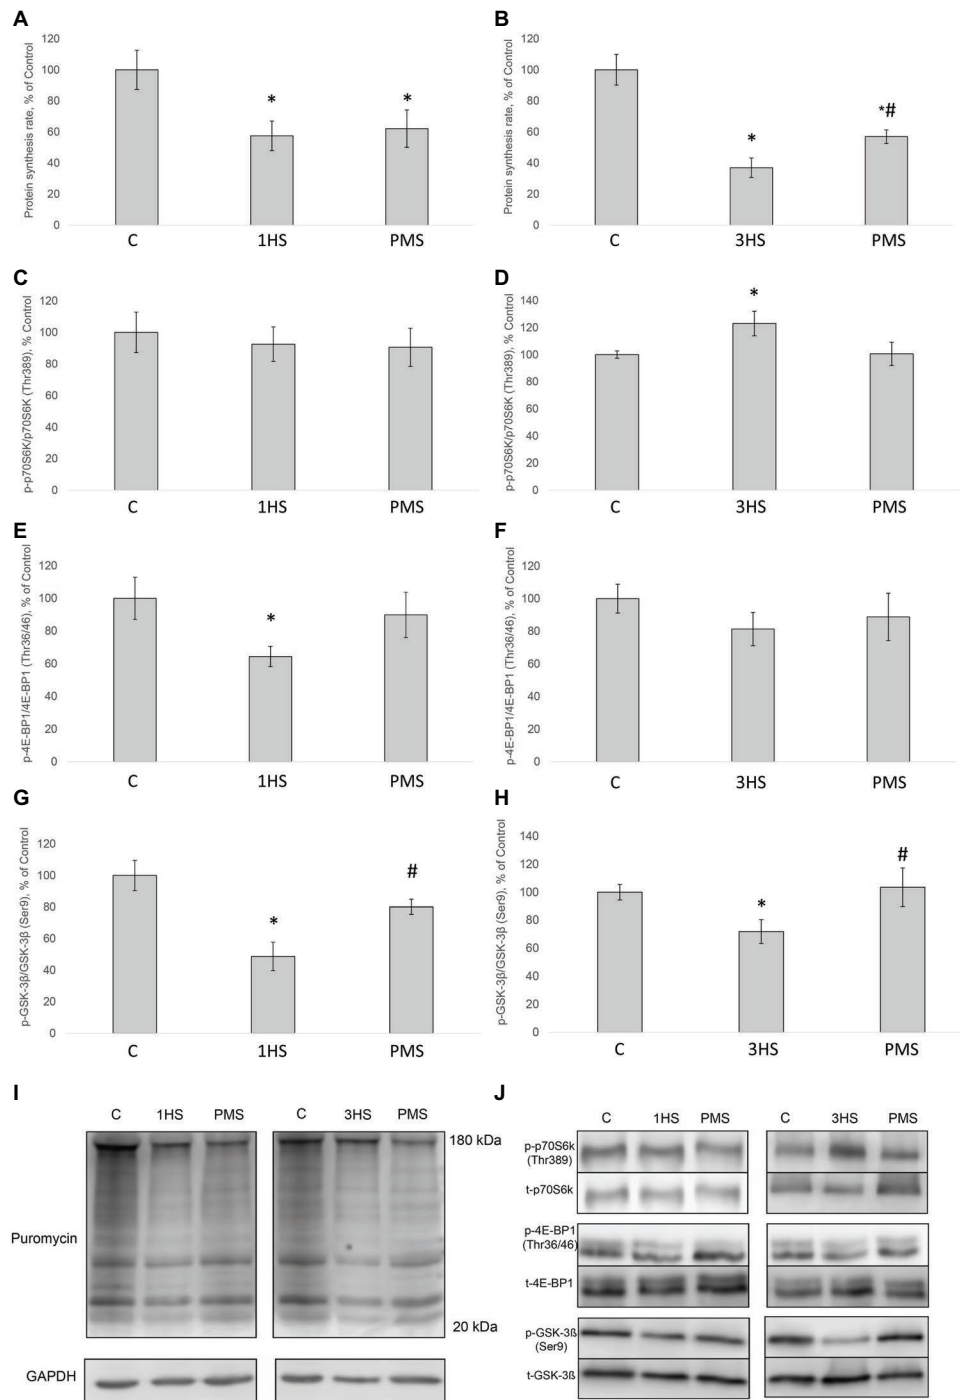 A
Protein synthesis rate, % of Control
120
100
80
60
40
20
0
*
*
C 1HS PMS
B
Protein synthesis rate, % of Control
120
100
80
60
40
20
0
*
*#
C 3HS PMS
C
p-p70S6K/p70S6K (Thr389), % Control
120
100
80
60
40
20
0
C 1HS PMS
D
p-p70S6K/p70S6K (Thr389), % Control
140
120
100
80
60
40
20
0
*
C 3HS PMS
E
p-4E-BP1/4E-BP1 (Thr36/46), % of Control
120
100
80
60
40
20
0
*
C 1HS PMS
F
p-4E-BP1/4E-BP1 (Thr36/46), % of Control
120
100
80
60
40
20
0
C 3HS PMS
G
p-GSK-3β/GSK-3β (Ser9), % of Control
120
100
80
60
40
20
0
*
#
C 1HS PMS
H
p-GSK-3β/GSK-3β (Ser9), % of Control
140
120
100
80
60
40
20
0
*
#
C 3HS PMS
I
C 1HS PMS C 3HS PMS
180 kDa
Puromycin
20 kDa
GAPDH
J
C 1HS PMS C 3HS PMS
p-p70S6k
(Thr389)
t-p70S6k
p-4E-BP1
(Thr36/46)
t-4E-BP1
p-GSK-3ß
(Ser9)
t-GSK-3ß